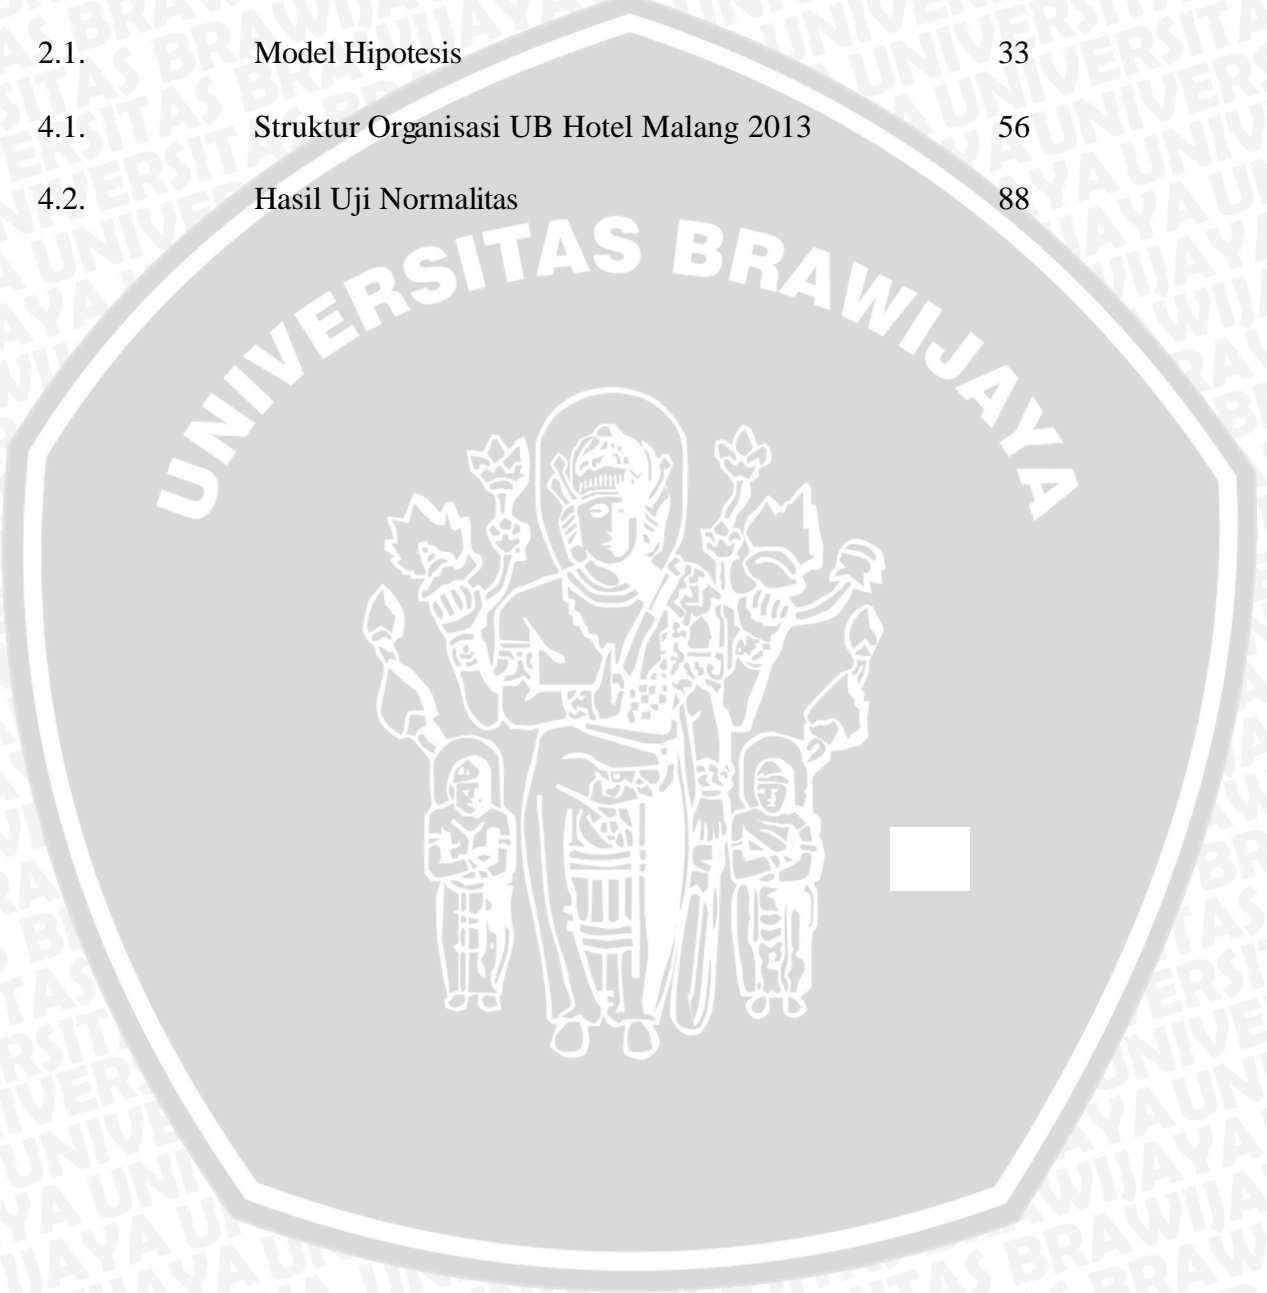 2.1. Model Hipotesis 33
4.1. Struktur Organisasi UB Hotel Malang 2013 56
4.2. Hasil Uji Normalitas 88
UNIVERSITAS BRAWIJAYA